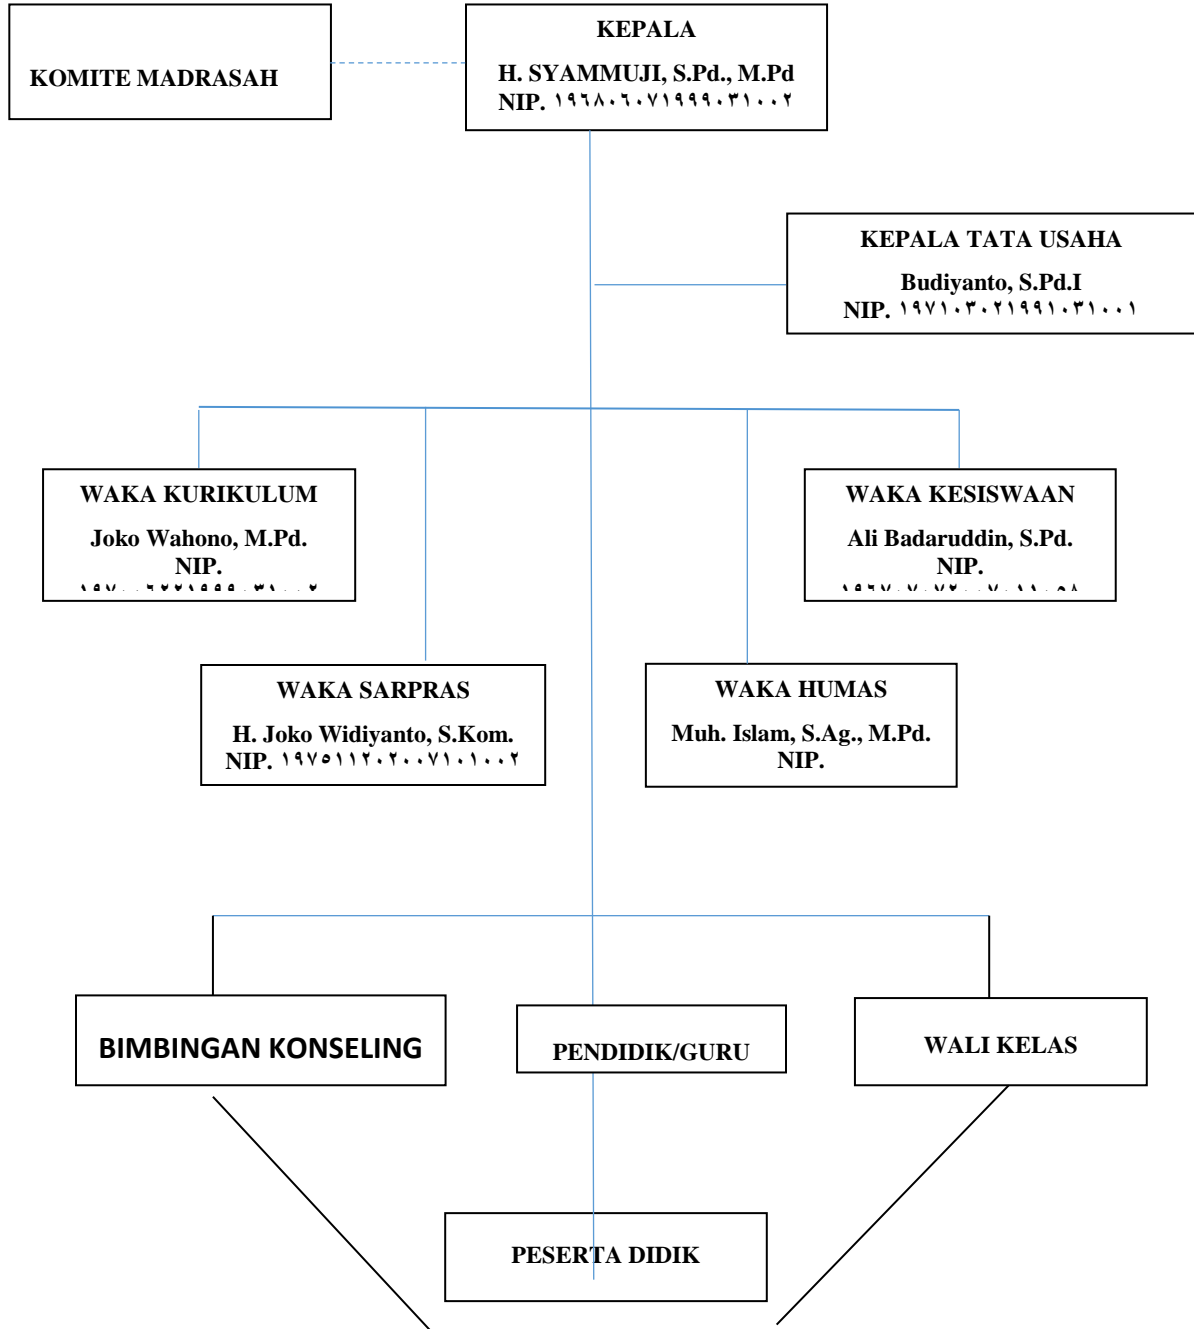 KOMITE MADRASAH
KEPALA
H. SYAMMUJI, S.Pd., M.Pd
NIP. ١٩٦٨٠٦٠٧١٩٩٩٠٣١٠٠٢
KEPALA TATA USAHA
Budiyanto, S.Pd.I
NIP. ١٩٧١٠٣٠٢١٩٩١٠٣١٠٠١
WAKA KURIKULUM
Joko Wahono, M.Pd.
NIP.
WAKA KESISWAAN
Ali Badaruddin, S.Pd.
NIP.
WAKA SARPRAS
H. Joko Widiyanto, S.Kom.
NIP. ١٩٧٥١١٢٠٢٠٠٧١٠١٠٠٢
WAKA HUMAS
Muh. Islam, S.Ag., M.Pd.
NIP.
BIMBINGAN KONSELING
PENDIDIK/GURU
WALI KELAS
PESERTA DIDIK